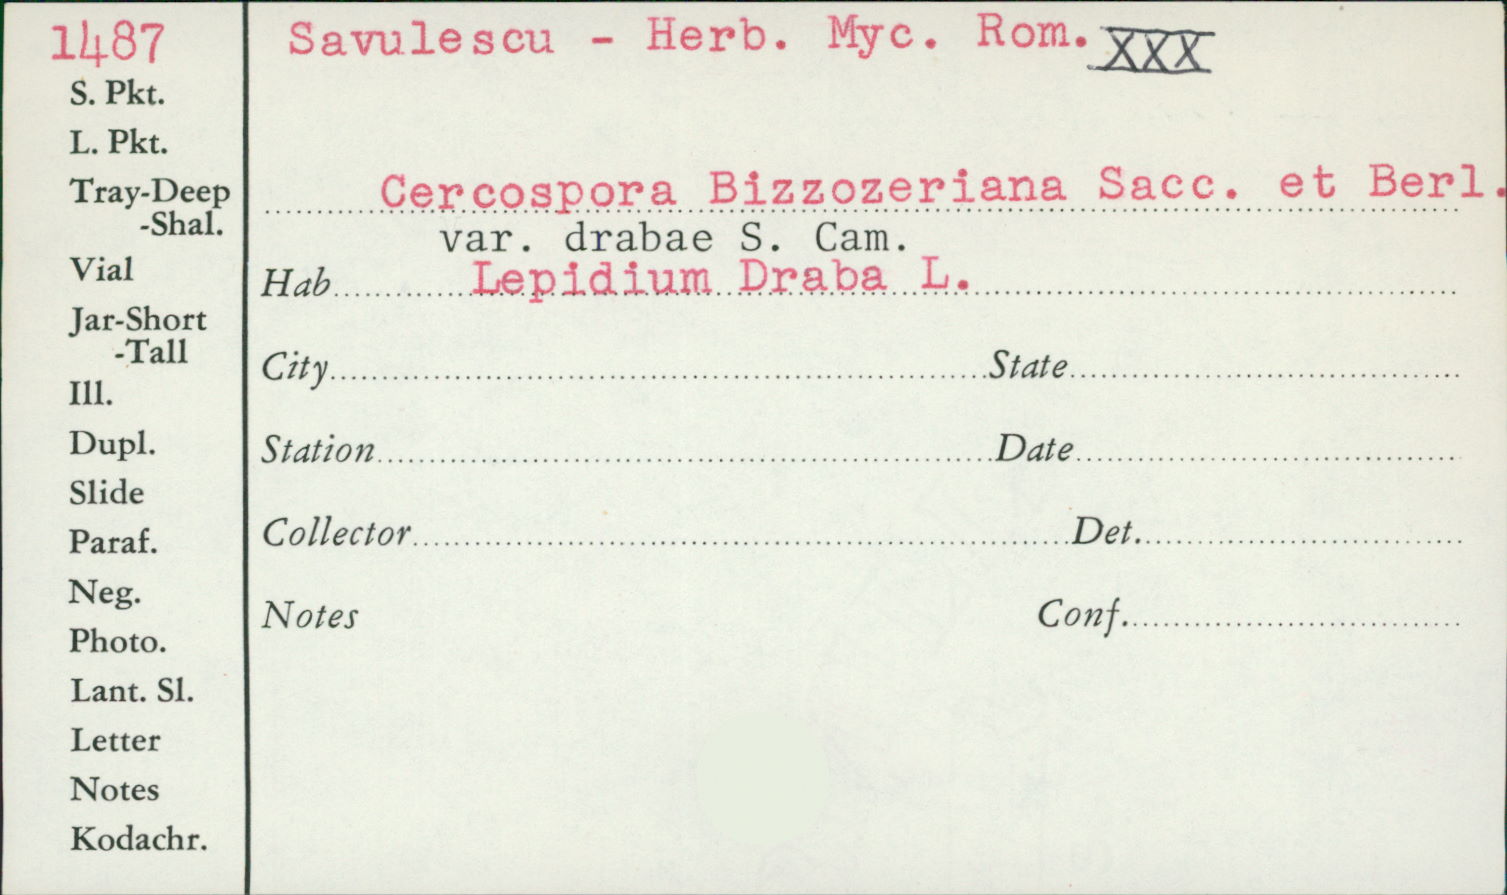 1487
Savulescu - Herb. Myc. Rom. XXX
S. Pkt.
L. Pkt.
Tray-Deep
-Shal.
Vial
Jar-Short
-Tall
Ill.
Dupl.
Slide
Paraf.
Neg.
Photo.
Lant. Sl.
Letter
Notes
Kodachr.
Cercospora Bizzozeriana Sacc. et Berl.
var. drabae S. Cam.
Hab Lepidium Draba L.
City State
Station Date
Collector Det.
Notes Conf.